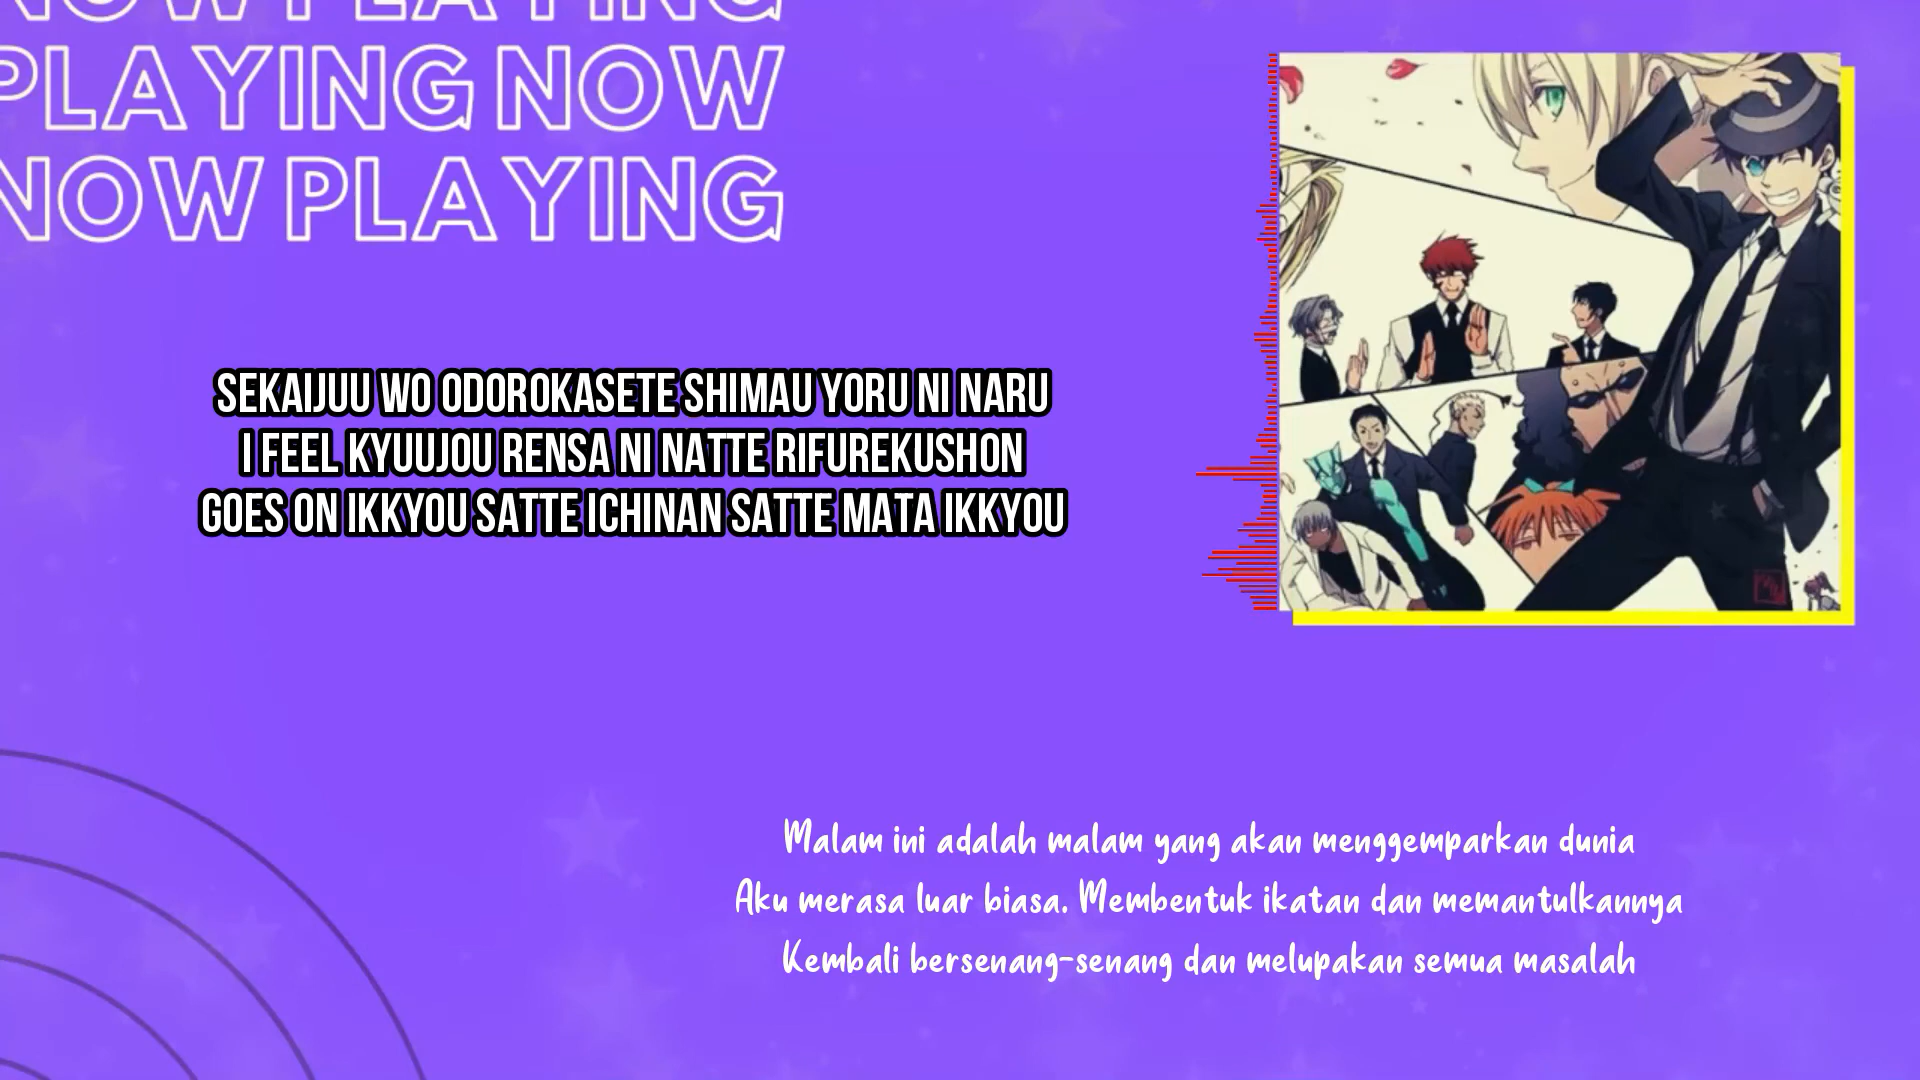 NOW PLAYING
PLAYING NOW
NOW PLAYING
SEKAIJUU WO ODOROKASETE SHIMAU YORU NI NARU
I FEEL KYUUJOU RENSA NI NATTE RIFUREKUSHON
GOES ON IKKYOU SATTE ICHINAN SATTE MATA IKKYOU
Malam ini adalah malam yang akan menggemparkan dunia
Aku merasa luar biasa. Membentuk ikatan dan memantulkannya
Kembali bersenang-senang dan melupakan semua masalah